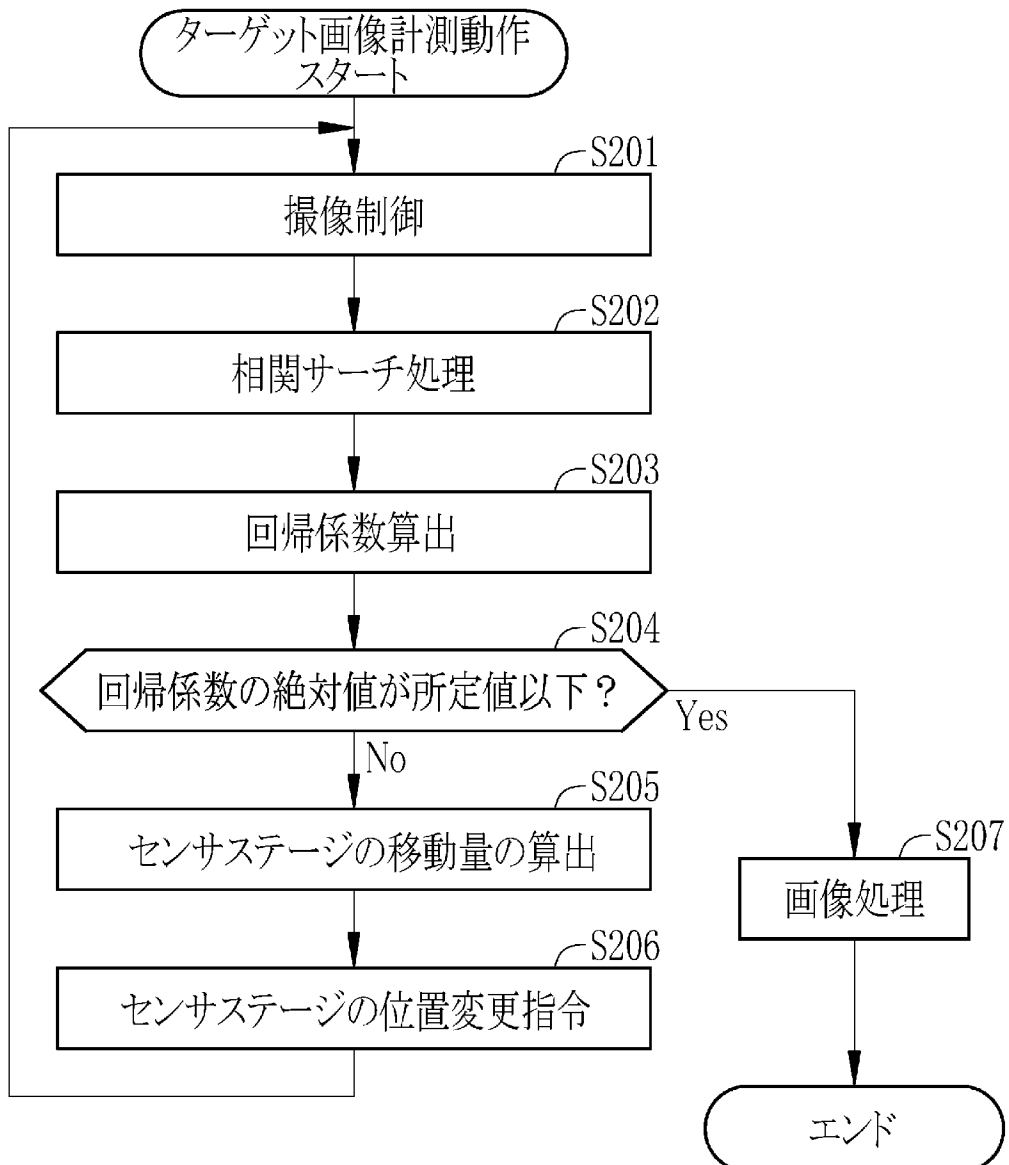 ターゲット画像計測動作
スタート
S201
撮像制御
S202
相関サーチ処理
S203
回帰係数算出
S204
回帰係数の絶対値が所定値以下？
Yes
No
S205
センサステージの移動量の算出
S207
画像処理
S206
センサステージの位置変更指令
エンド